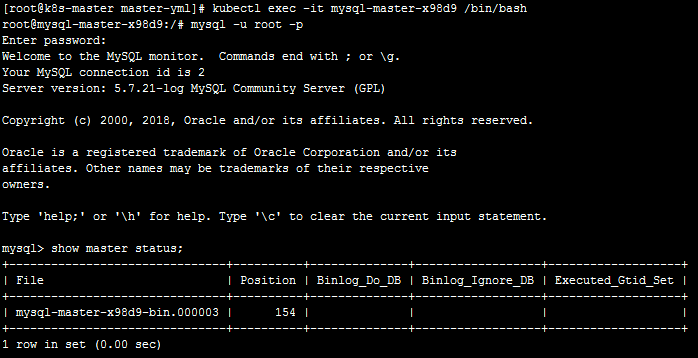 [root@k8s-master master-yml]# kubectl exec -it mysql-master-x98d9 /bin/bash
root@mysql-master-x98d9:/# mysql -u root -p
Enter password:
Welcome to the MySQL monitor.  Commands end with ; or \g.
Your MySQL connection id is 2
Server version: 5.7.21-log MySQL Community Server (GPL)

Copyright (c) 2000, 2018, Oracle and/or its affiliates. All rights reserved.

Oracle is a registered trademark of Oracle Corporation and/or its
affiliates. Other names may be trademarks of their respective
owners.

Type 'help;' or '\h' for help. Type '\c' to clear the current input statement.

mysql> show master status;
+-------------------------------+----------+--------------+------------------+-------------------+
| File                          | Position | Binlog_Do_DB | Binlog_Ignore_DB | Executed_Gtid_Set |
+-------------------------------+----------+--------------+------------------+-------------------+
| mysql-master-x98d9-bin.000003 |      154 |              |                  |                   |
+-------------------------------+----------+--------------+------------------+-------------------+
1 row in set (0.00 sec)